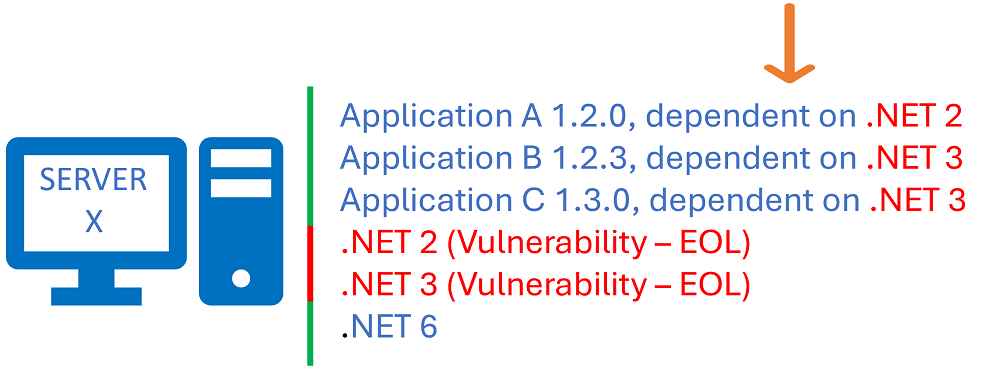 SERVER
X
Application A 1.2.0, dependent on .NET 2
Application B 1.2.3, dependent on .NET 3
Application C 1.3.0, dependent on .NET 3
.NET 2 (Vulnerability – EOL)
.NET 3 (Vulnerability – EOL)
.NET 6